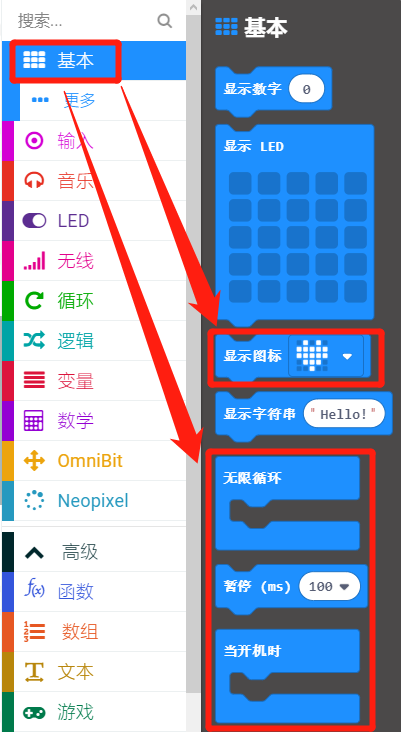 搜索...
基本
更多
输入
音乐
LED
无线
循环
逻辑
变量
数学
OmniBit
Neopixel
高级
f(x) 函数
数组
文本
游戏
基本
显示数字 0
显示 LED
显示图标
显示字符串 "Hello!"
无限循环
暂停 (ms) 100
当开机时